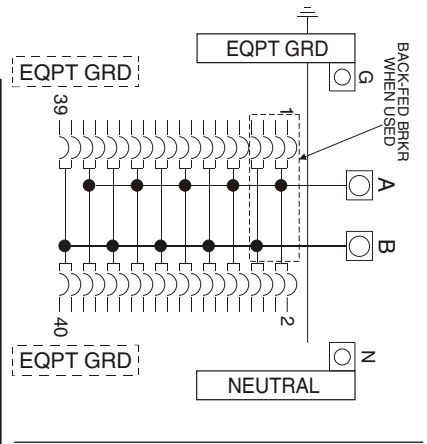 EQPT GRD
G
BACK-FED BRKR
WHEN USED
EQPT GRD
39
1
A
B
40
2
EQPT GRD
N
NEUTRAL